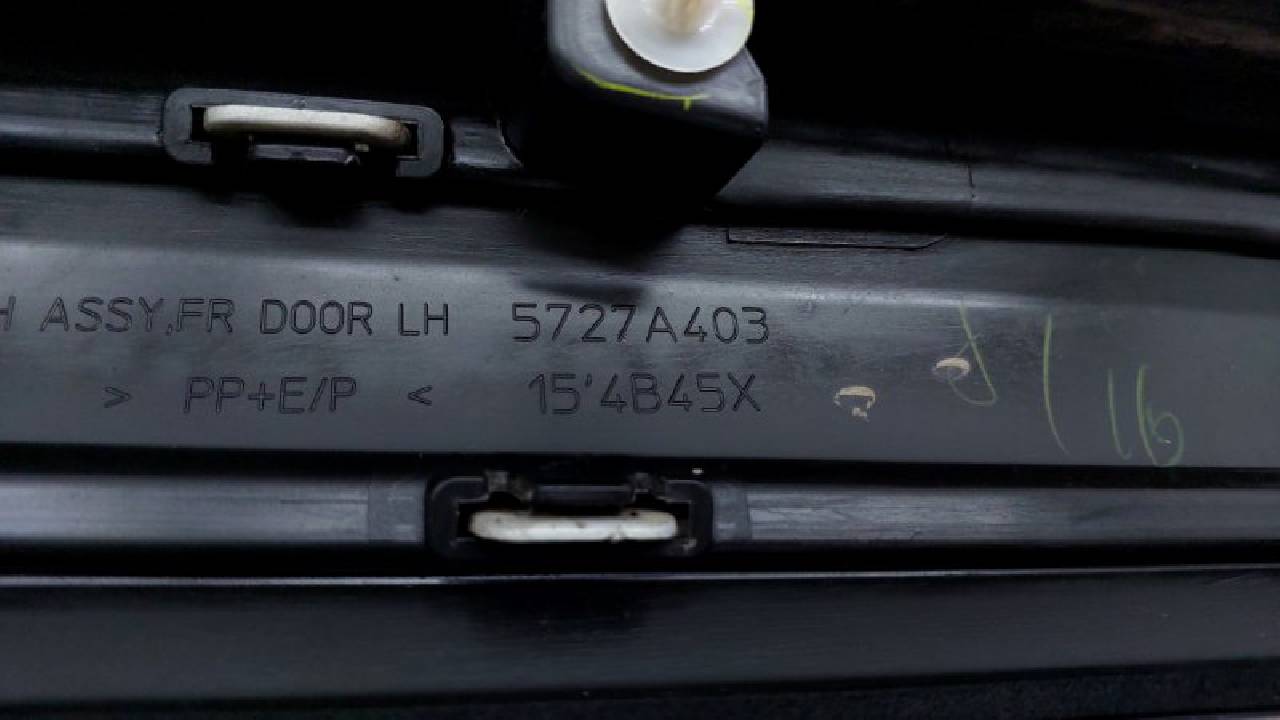 H ASSY,FR DOOR LH 5727A403
> PP+E/P < 15'4B45X